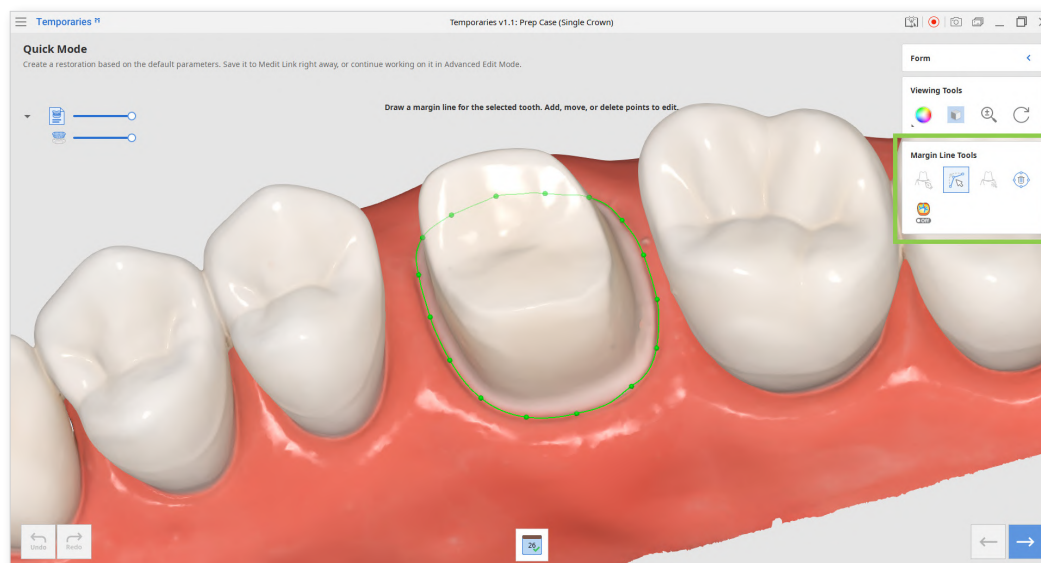 Temporaries
Temporaries v1.1: Prep Case (Single Crown)
Quick Mode
Create a restoration based on the default parameters. Save it to Medit Link right away, or continue working on it in Advanced Edit Mode.
Form
Viewing Tools
Draw a margin line for the selected tooth. Add, move, or delete points to edit.
Margin Line Tools
OFF
Undo
Redo
26